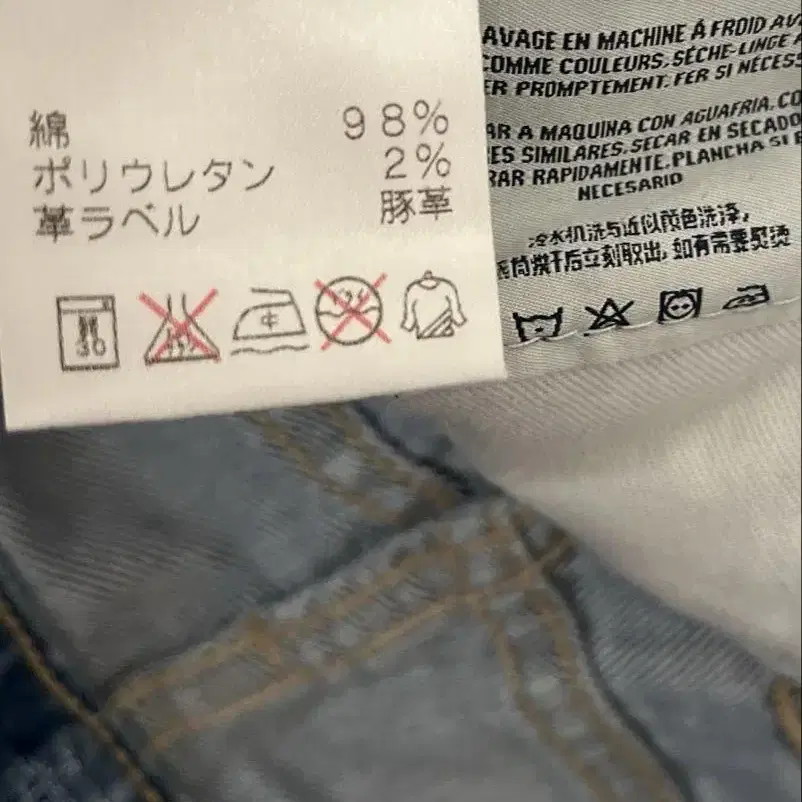 綿 98%
ポリウレタン 2%
革ラベル 豚革
中
AVAGE EN MACHINE Á FROID AV
COMME COULEURS. SÉCHE-LINGE A
ER PROMPTEMENT. FER SI NÉCESS
AR A MAQUINA CON AGUAFRIA. CO
ES SIMILARES. SECAR EN SECADO
RAR RAPIDAMENTE. PLANCHA SI E
NECESARIO
冷水机洗与近似颜色洗涤,
筒烘干后立刻取出, 如有需要熨烫